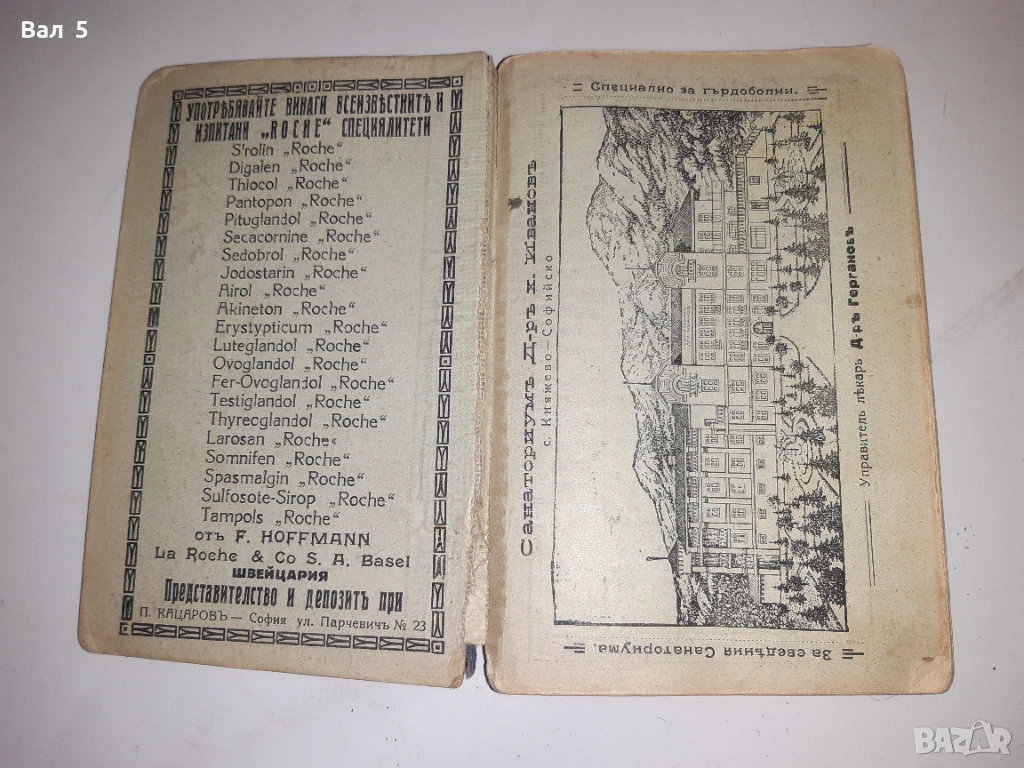 Вал 5
УПОТРѢБЯВАЙТЕ ВИНАГИ ВСЕИЗВѢСТНИТѢ И
ИЗПИТАНИ „ROCHE“ СПЕЦИЯЛИТЕТИ
S'rolin „Roche“
Digalen „Roche“
Thiocol „Roche“
Pantopon „Roche“
Pituglandol „Roche“
Secacornine „Roche“
Sedobrol „Roche“
Jodostarin „Roche“
Airol „Roche“
Akineton „Roche“
Erystypticum „Roche“
Luteglandol „Roche“
Ovoglandol „Roche“
Fer-Ovoglandol „Roche“
Testiglandol „Roche“
Thyrecglandol „Roche“
Larosan „Roche“
Somnifen „Roche“
Spasmalgin „Roche“
Sulfosote-Sirop „Roche“
Tampols „Roche“
отъ F. HOFFMANN
La Roche & Co S. A. Basel
ШВЕЙЦАРИЯ
Представителство и депозитъ при
П. КАЦАРОВЪ — София ул. Парчевичъ № 23
Специално за гърдоболни.
Санаториумъ Д-ръ Х. Ивановъ
с. Княжево—Софийско
Управитель лѣкарь Д-ръ Гергановъ
За сведѣния Санаториума.
BAZAR